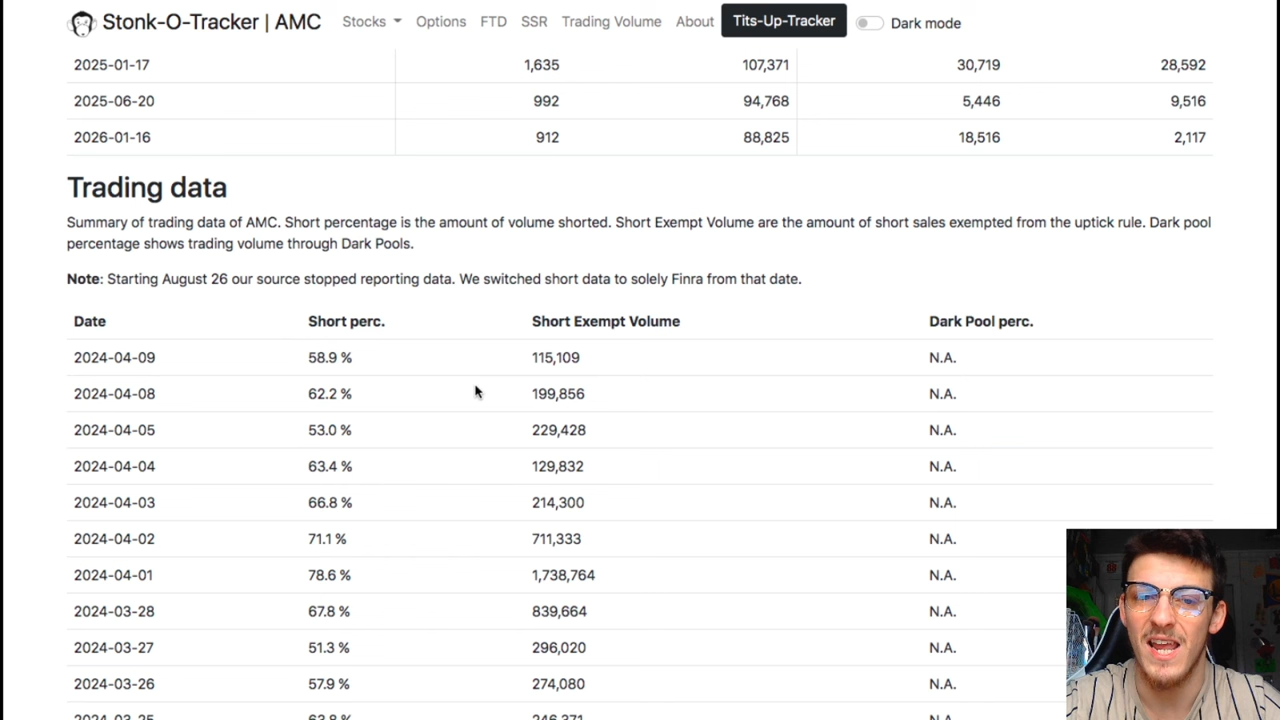 Stonk-O-Tracker | AMC Stocks Options FTD SSR Trading Volume About Tits-Up-Tracker Dark mode
2025-01-17 1,635 107,371 30,719 28,592
2025-06-20 992 94,768 5,446 9,516
2026-01-16 912 88,825 18,516 2,117
Trading data
Summary of trading data of AMC. Short percentage is the amount of volume shorted. Short Exempt Volume are the amount of short sales exempted from the uptick rule. Dark pool
percentage shows trading volume through Dark Pools.
Note: Starting August 26 our source stopped reporting data. We switched short data to solely Finra from that date.
Date Short perc. Short Exempt Volume Dark Pool perc.
2024-04-09 58.9 % 115,109 N.A.
2024-04-08 62.2 % 199,856 N.A.
2024-04-05 53.0 % 229,428 N.A.
2024-04-04 63.4 % 129,832 N.A.
2024-04-03 66.8 % 214,300 N.A.
2024-04-02 71.1 % 711,333 N.A.
2024-04-01 78.6 % 1,738,764 N.A.
2024-03-28 67.8 % 839,664 N.A.
2024-03-27 51.3 % 296,020 N.A.
2024-03-26 57.9 % 274,080 N.A.
2024-03-25 63.8 % 246,371 N.A.